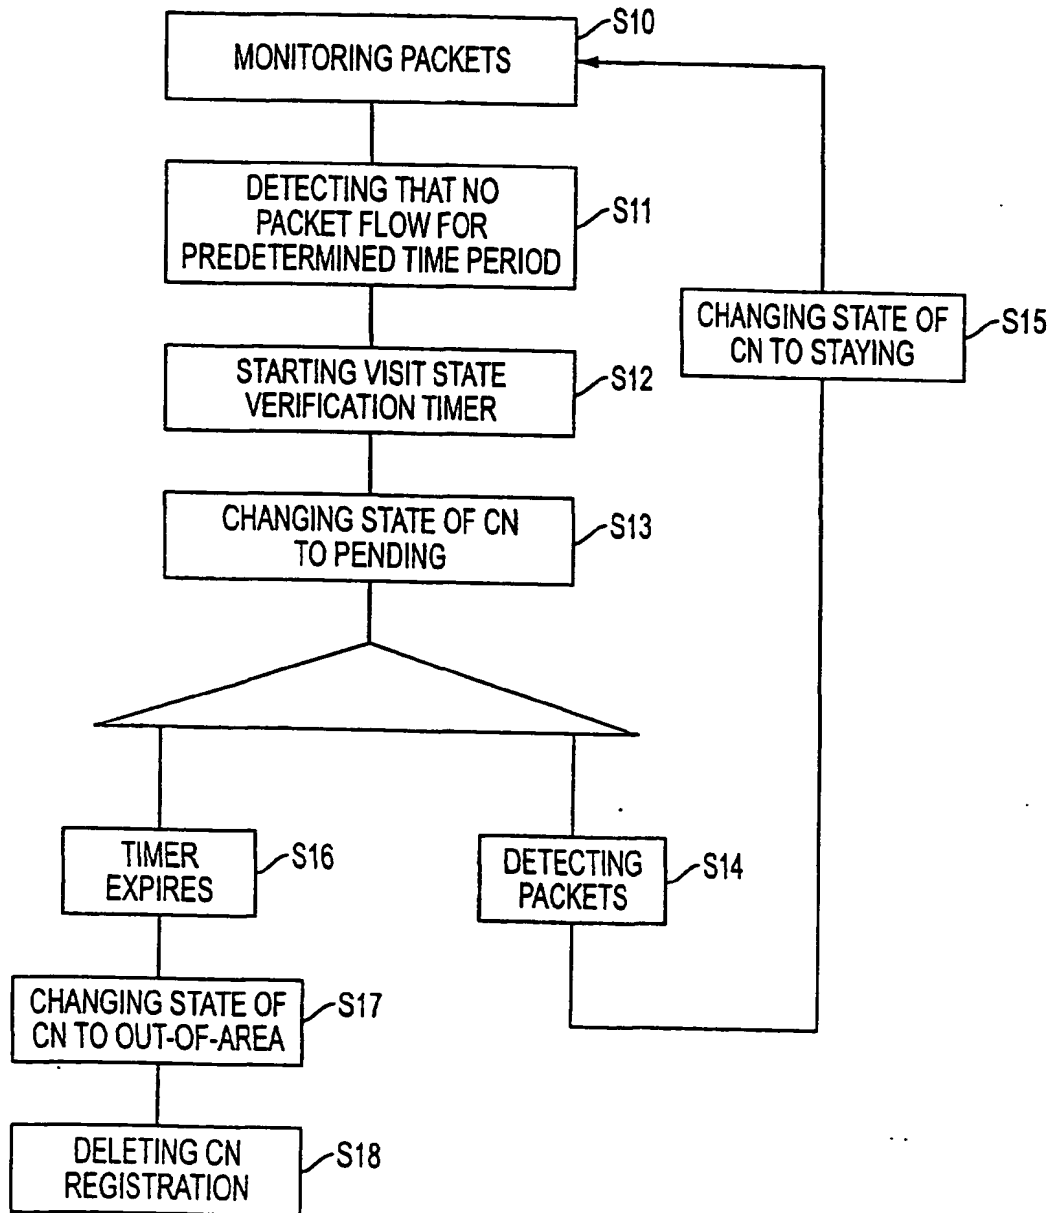 S10
MONITORING PACKETS
DETECTING THAT NO
PACKET FLOW FOR
PREDETERMINED TIME PERIOD
S11
CHANGING STATE OF
CN TO STAYING
S15
STARTING VISIT STATE
VERIFICATION TIMER
S12
CHANGING STATE OF CN
TO PENDING
S13
TIMER
EXPIRES
S16
DETECTING
PACKETS
S14
CHANGING STATE OF
CN TO OUT-OF-AREA
S17
DELETING CN
REGISTRATION
S18